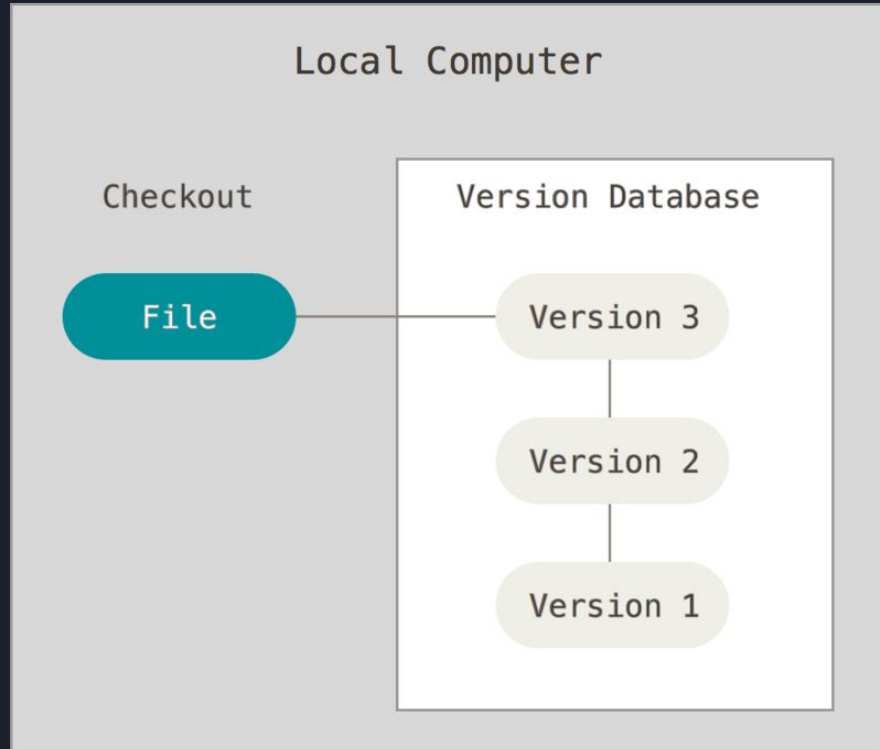 Local Computer
Checkout
Version Database
File
Version 3
Version 2
Version 1